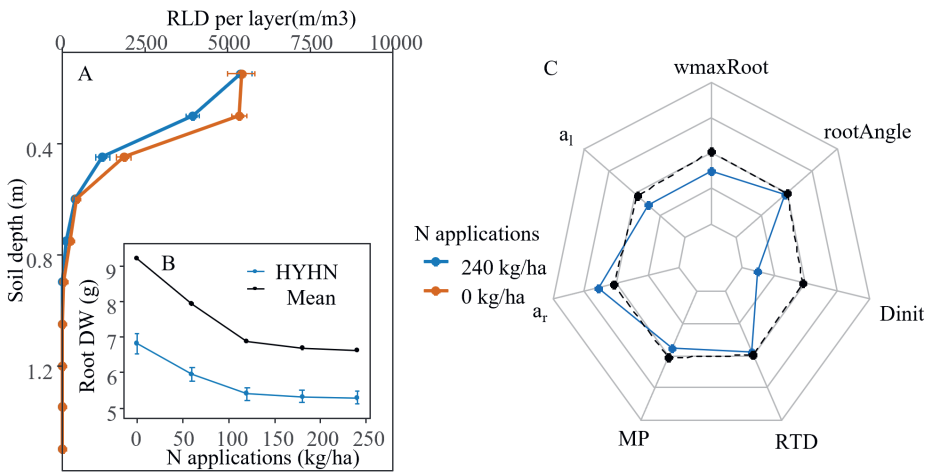 RLD per layer(m/m3)
0 2500 5000 7500 10000
A
Soil depth (m)
0.4
0.8
1.2
B
Root DW (g)
9
8
7
6
5
HYHN
Mean
0 50 100 150 200 250
N applications (kg/ha)
N applications
240 kg/ha
0 kg/ha
C
wmaxRoot
rootAngle
Dinit
RTD
MP
ar
al